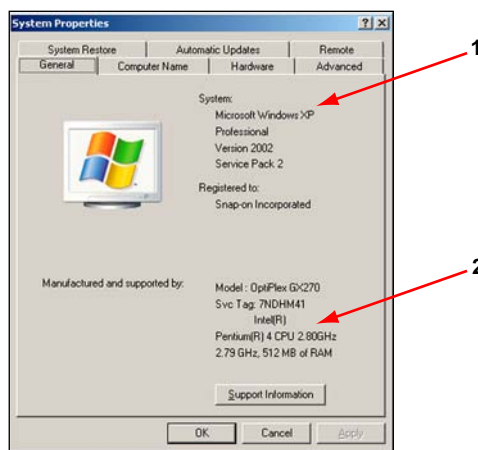 System Properties
System Restore Automatic Updates Remote
General Computer Name Hardware Advanced
1
System:
Microsoft Windows XP
Professional
Version 2002
Service Pack 2
Registered to:
Snap-on Incorporated
2
Manufactured and supported by:
Model : OptiPlex GX270
Svc Tag: 7NDHM41
Intel(R)
Pentium(R) 4 CPU 2.80GHz
2.79 GHz, 512 MB of RAM
Support Information
OK Cancel Apply